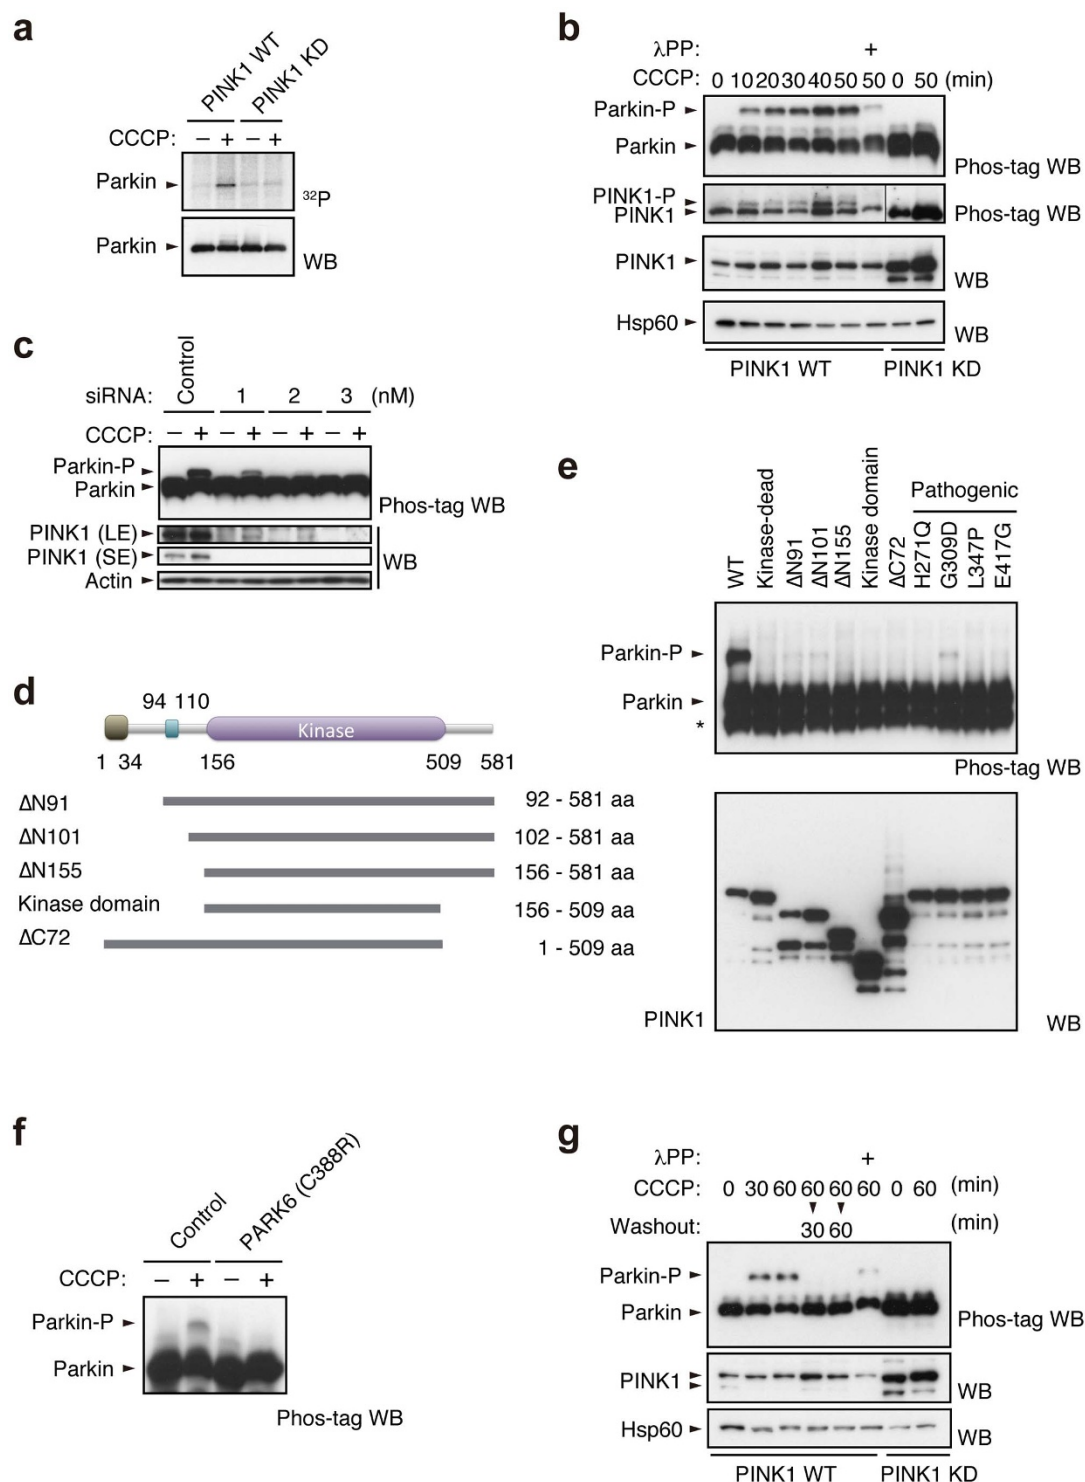 a
PINK1 WT
PINK1 KD
CCCP: – + – +
Parkin
32P
Parkin
WB
b
λPP: +
CCCP: 0 10 20 30 40 50 50 0 50 (min)
Parkin-P
Parkin
Phos-tag WB
PINK1-P
PINK1
Phos-tag WB
PINK1
WB
Hsp60
WB
PINK1 WT PINK1 KD
c
Control
siRNA: 1 2 3 (nM)
CCCP: – + – + – + – +
Parkin-P
Parkin
Phos-tag WB
PINK1 (LE)
PINK1 (SE)
WB
Actin
d
94 110
Kinase
1 34 156 509 581
ΔN91 92 - 581 aa
ΔN101 102 - 581 aa
ΔN155 156 - 581 aa
Kinase domain 156 - 509 aa
ΔC72 1 - 509 aa
e
Pathogenic
WT
Kinase-dead
ΔN91
ΔN101
ΔN155
Kinase domain
ΔC72
H271Q
G309D
L347P
E417G
Parkin-P
Parkin
*
Phos-tag WB
PINK1 WB
f
Control
PARK6 (C388R)
CCCP: – + – +
Parkin-P
Parkin
Phos-tag WB
g
λPP: +
CCCP: 0 30 60 60 60 60 0 60 (min)
Washout: 30 60 (min)
Parkin-P
Parkin
Phos-tag WB
PINK1
WB
Hsp60
WB
PINK1 WT PINK1 KD